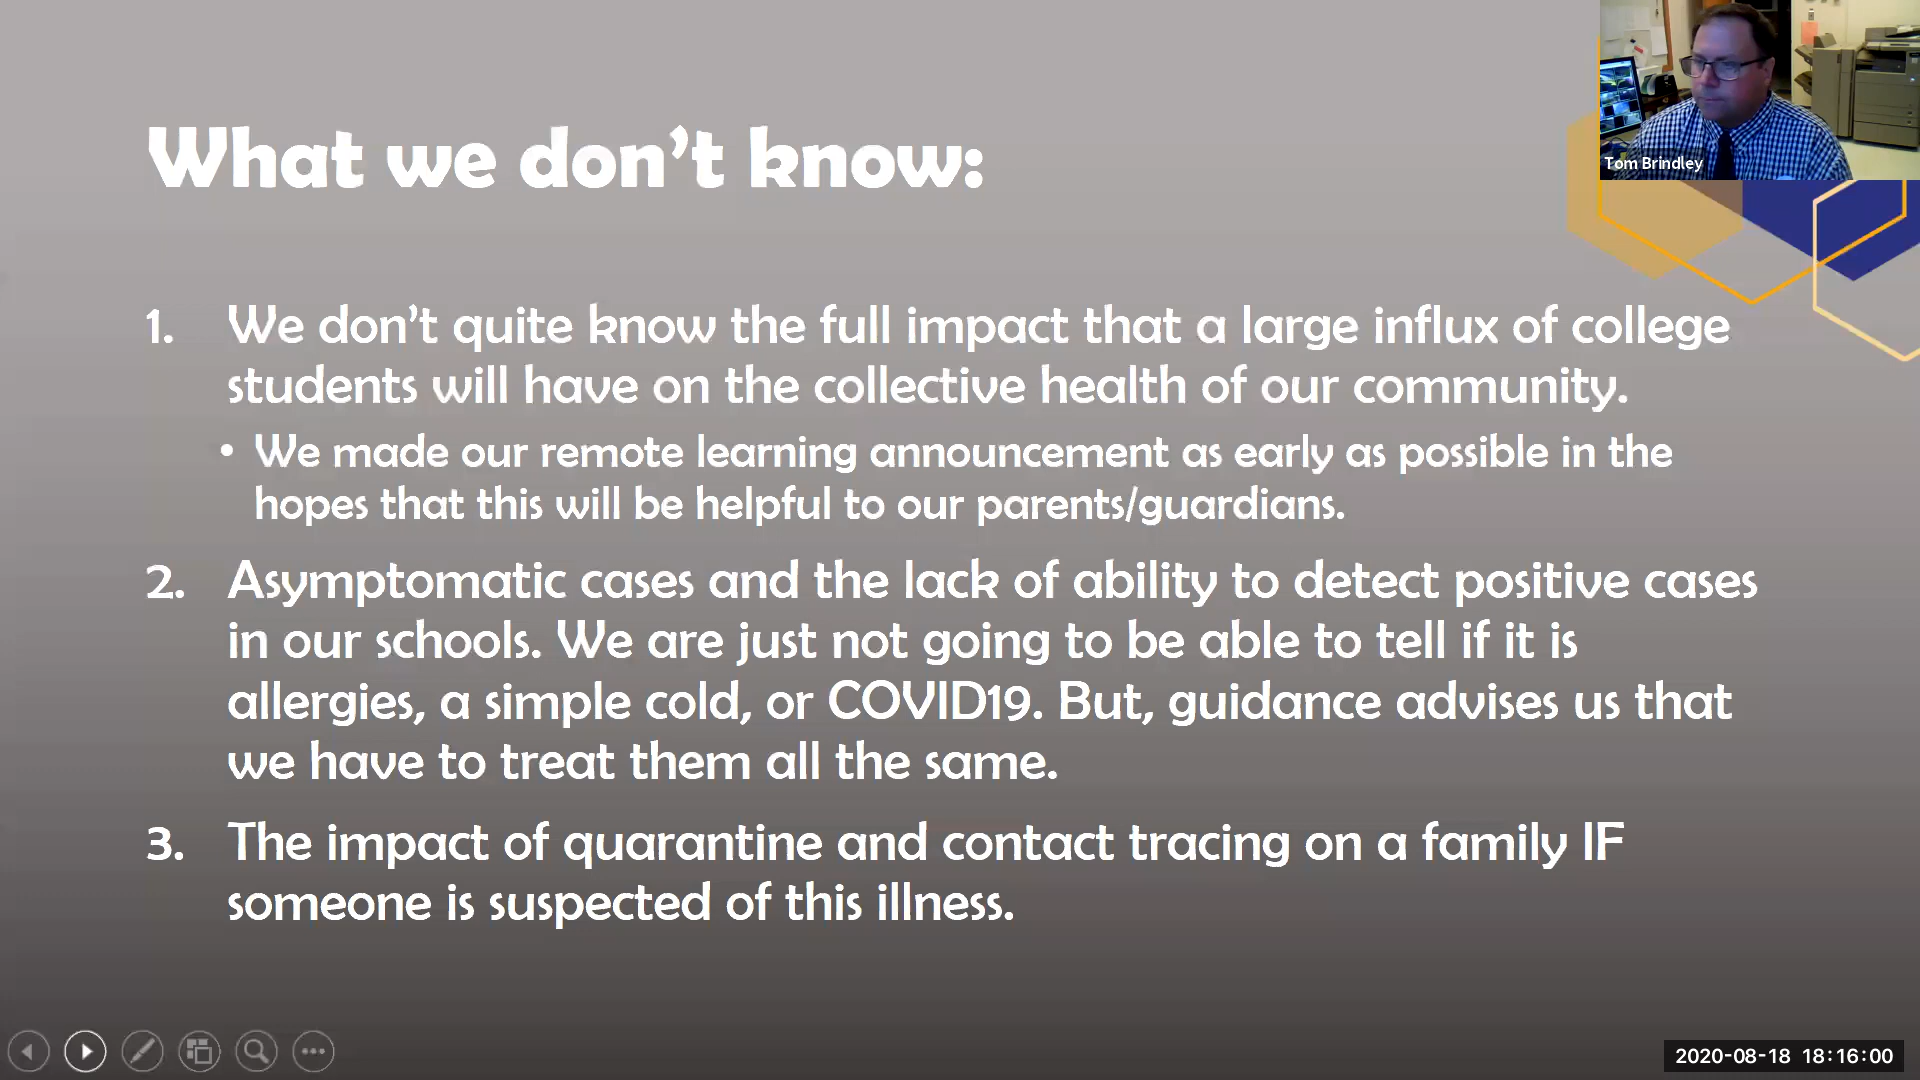 What we don't know:
Tom Brindley
1. We don't quite know the full impact that a large influx of college
students will have on the collective health of our community.
• We made our remote learning announcement as early as possible in the
hopes that this will be helpful to our parents/guardians.
2. Asymptomatic cases and the lack of ability to detect positive cases
in our schools. We are just not going to be able to tell if it is
allergies, a simple cold, or COVID19. But, guidance advises us that
we have to treat them all the same.
3. The impact of quarantine and contact tracing on a family IF
someone is suspected of this illness.
2020-08-18 18:16:00